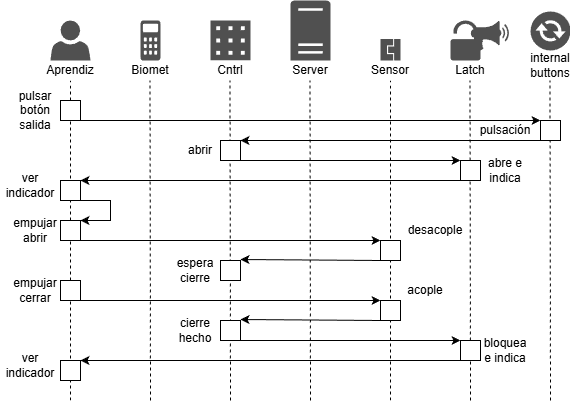 Aprendiz
Biomet
Cntrl
Server
Sensor
Latch
internal
buttons
pulsar
botón
salida
pulsación
abrir
abre e
indica
ver
indicador
empujar
abrir
desacople
espera
cierre
empujar
cerrar
acople
cierre
hecho
bloquea
e indica
ver
indicador